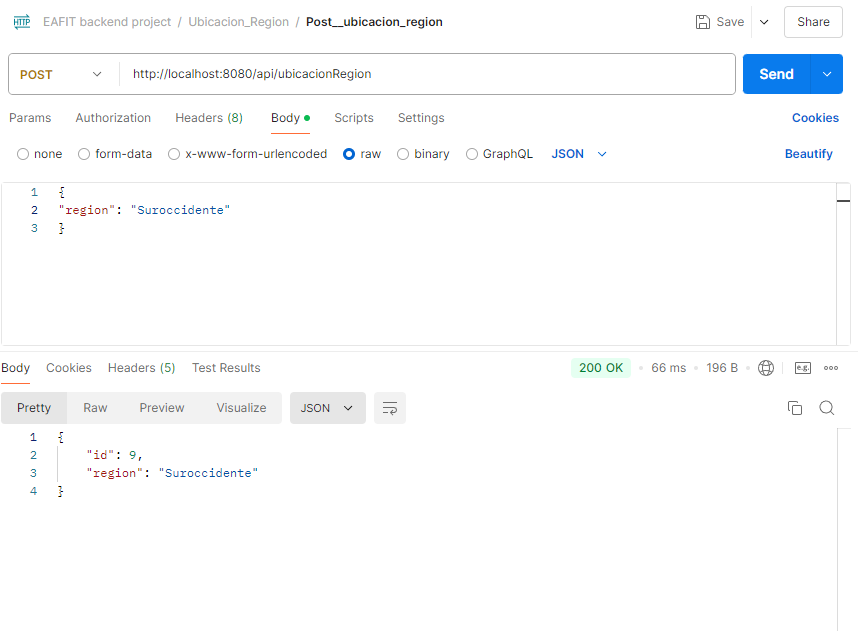 HTTP EAFIT backend project / Ubicacion_Region / Post__ubicacion_region Save Share
POST http://localhost:8080/api/ubicacionRegion Send
Params Authorization Headers (8) Body Scripts Settings Cookies
none form-data x-www-form-urlencoded raw binary GraphQL JSON Beautify
1 {
2 "region": "Suroccidente"
3 }
Body Cookies Headers (5) Test Results 200 OK 66 ms 196 B e.g.
Pretty Raw Preview Visualize JSON
1 {
2 "id": 9,
3 "region": "Suroccidente"
4 }